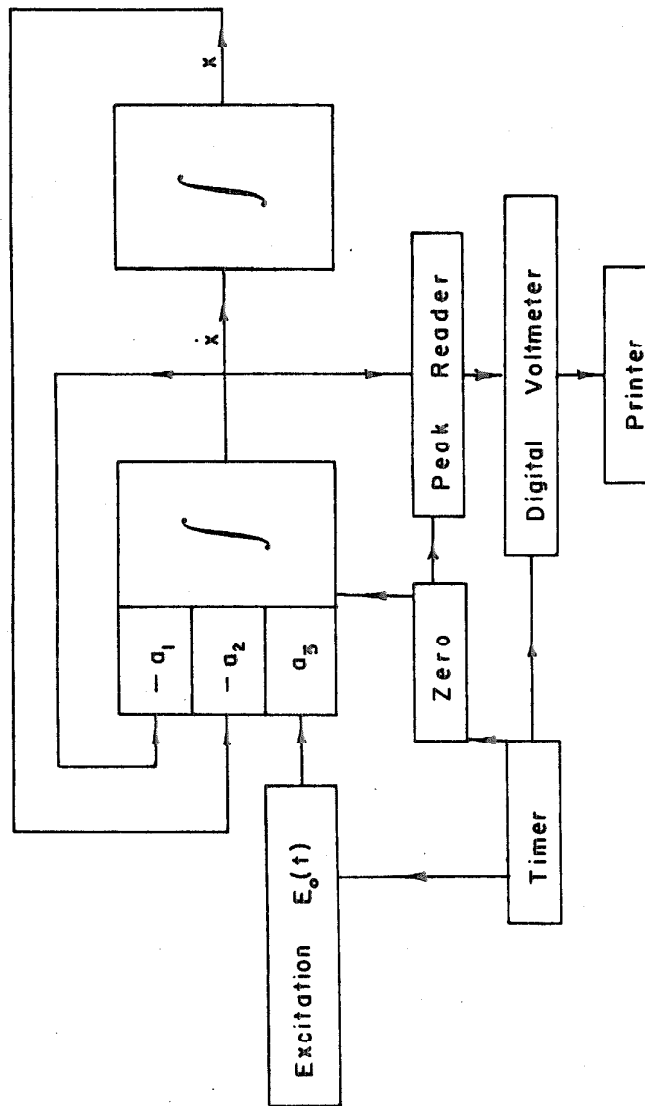 x
∫
ẋ
∫
− a₁
− a₂
a₃
Excitation E₀(t)
Zero
Peak Reader
Timer
Digital Voltmeter
Printer